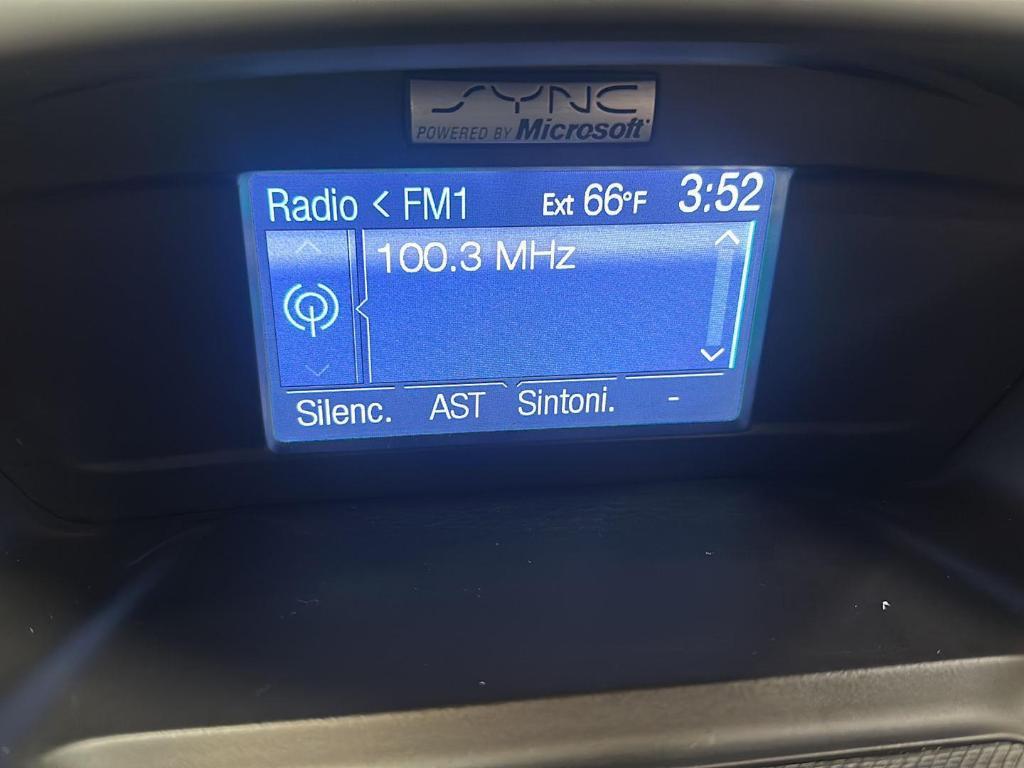 SYNC
POWERED BY Microsoft
Radio < FM1 Ext 66°F 3:52
100.3 MHz
Silenc. AST Sintoni. -